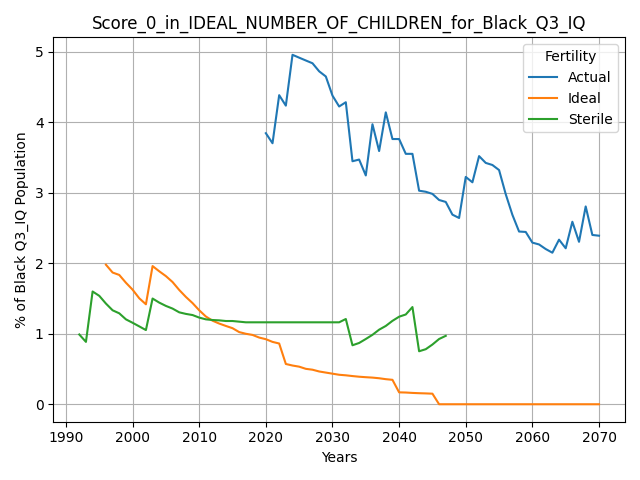 Score_0_in_IDEAL_NUMBER_OF_CHILDREN_for_Black_Q3_IQ
Fertility
Actual
Ideal
Sterile
% of Black Q3_IQ Population
5
4
3
2
1
0
1990 2000 2010 2020 2030 2040 2050 2060 2070
Years